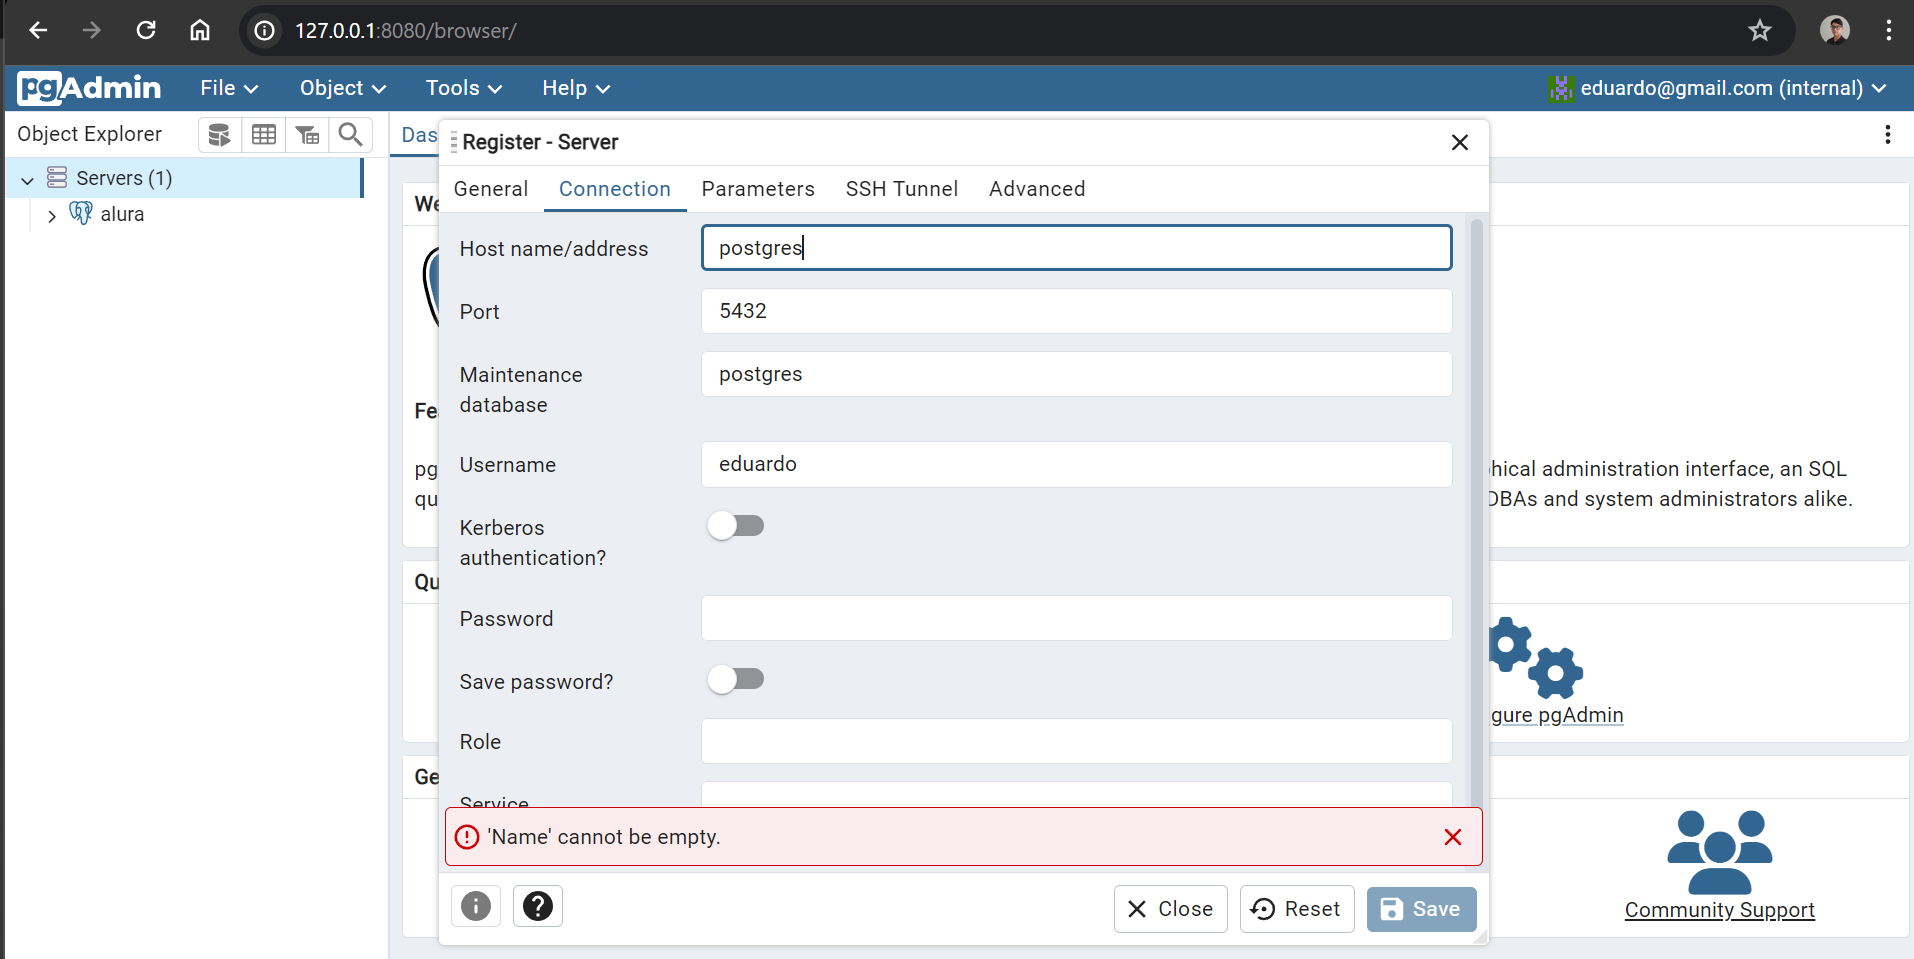 127.0.0.1:8080/browser/
pgAdmin File Object Tools Help eduardo@gmail.com (internal)
Object Explorer
Servers (1)
alura
Das
Register - Server
General Connection Parameters SSH Tunnel Advanced
We
Host name/address postgres
Port 5432
Maintenance
database
postgres
Fe
Username eduardo
pg
qu
hical administration interface, an SQL
DBAs and system administrators alike.
Kerberos
authentication?
Qu
Password
Save password?
gure pgAdmin
Role
Ge
Service
'Name' cannot be empty.
Close Reset Save
Community Support